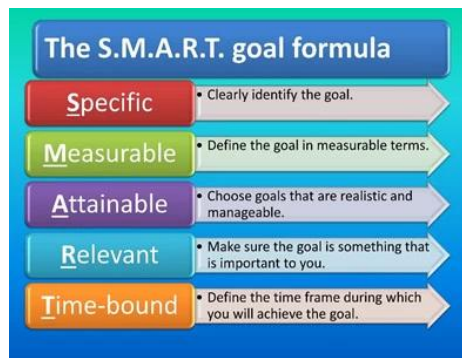 The S.M.A.R.T. goal formula
Specific
• Clearly identify the goal.
Measurable
• Define the goal in measurable terms.
Attainable
• Choose goals that are realistic and
manageable.
Relevant
• Make sure the goal is something that
is important to you.
Time-bound
• Define the time frame during which
you will achieve the goal.